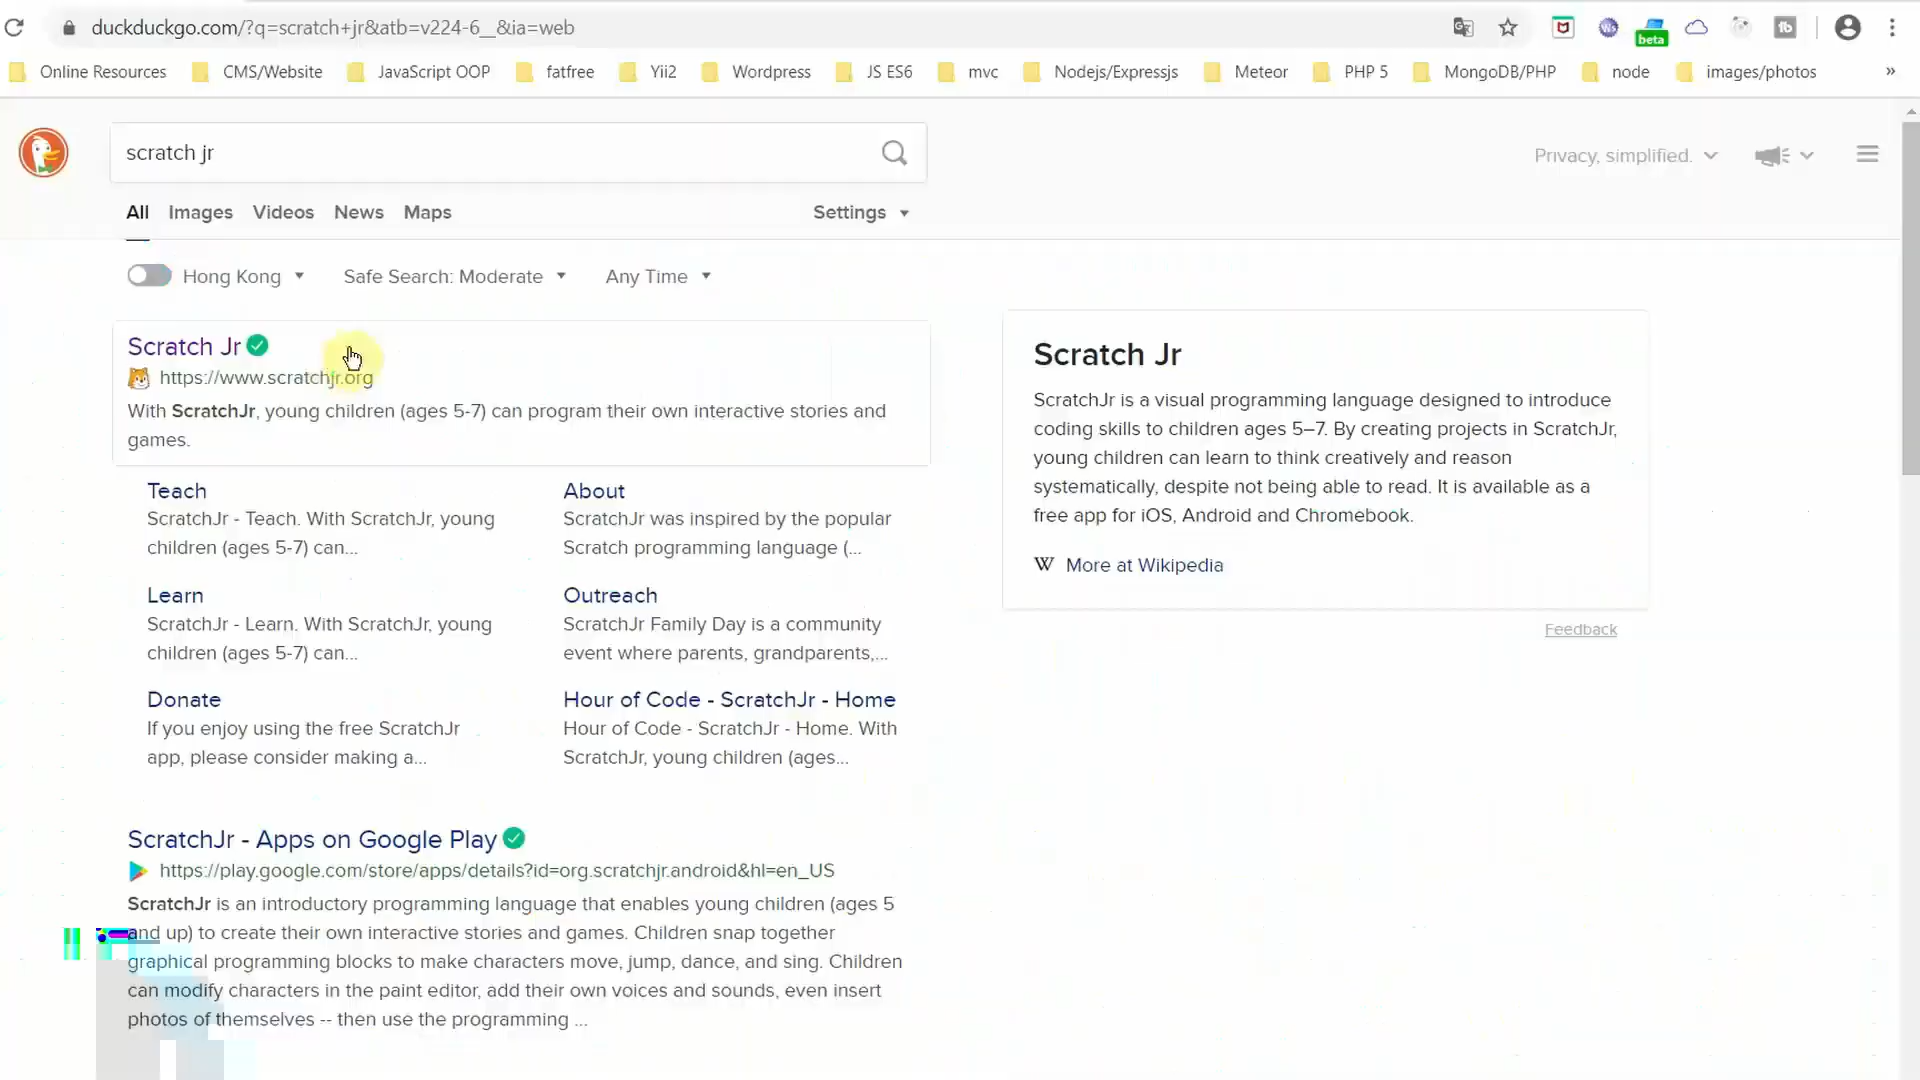 duckduckgo.com/?q=scratch+jr&atb=v224-6__&ia=web
beta
Online Resources CMS/Website JavaScript OOP fatfree Yii2 Wordpress JS ES6 mvc Nodejs/Expressjs Meteor PHP 5 MongoDB/PHP node images/photos »
scratch jr
Privacy, simplified.
All Images Videos News Maps Settings
Hong Kong Safe Search: Moderate Any Time
Scratch Jr
https://www.scratchjr.org
With ScratchJr, young children (ages 5-7) can program their own interactive stories and
games.
Teach
ScratchJr - Teach. With ScratchJr, young
children (ages 5-7) can...
About
ScratchJr was inspired by the popular
Scratch programming language (...
Learn
ScratchJr - Learn. With ScratchJr, young
children (ages 5-7) can...
Outreach
ScratchJr Family Day is a community
event where parents, grandparents,...
Donate
If you enjoy using the free ScratchJr
app, please consider making a...
Hour of Code - ScratchJr - Home
Hour of Code - ScratchJr - Home. With
ScratchJr, young children (ages...
ScratchJr - Apps on Google Play
https://play.google.com/store/apps/details?id=org.scratchjr.android&hl=en_US
ScratchJr is an introductory programming language that enables young children (ages 5
and up) to create their own interactive stories and games. Children snap together
graphical programming blocks to make characters move, jump, dance, and sing. Children
can modify characters in the paint editor, add their own voices and sounds, even insert
photos of themselves -- then use the programming ...
Scratch Jr
ScratchJr is a visual programming language designed to introduce
coding skills to children ages 5–7. By creating projects in ScratchJr,
young children can learn to think creatively and reason
systematically, despite not being able to read. It is available as a
free app for iOS, Android and Chromebook.
W More at Wikipedia
Feedback